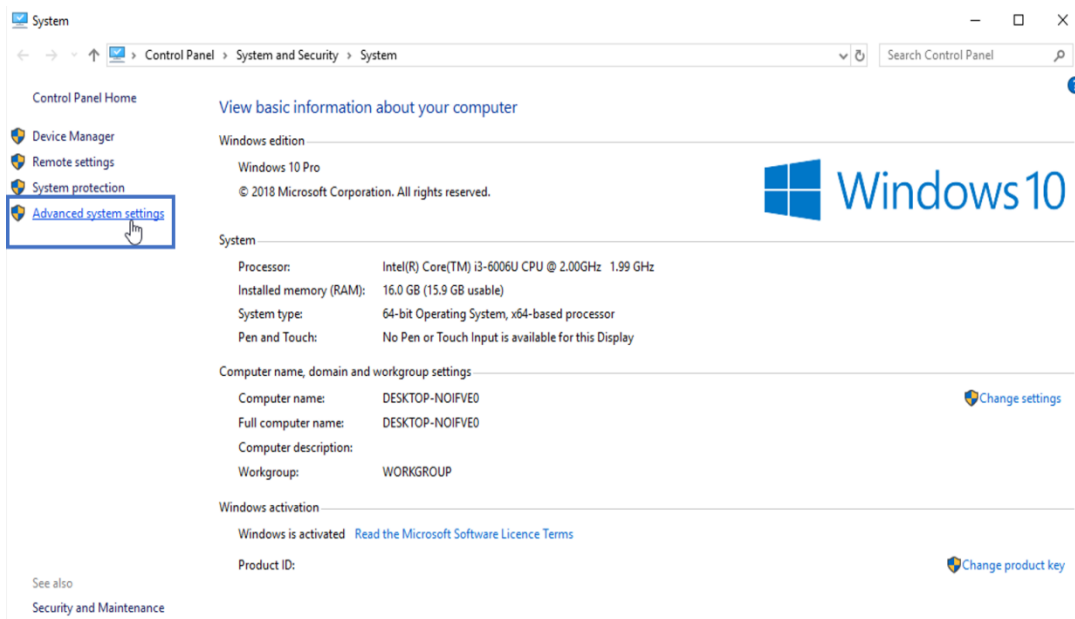 System
Control Panel › System and Security › System
Search Control Panel
Control Panel Home
Device Manager
Remote settings
System protection
Advanced system settings
View basic information about your computer
Windows edition
Windows 10 Pro
© 2018 Microsoft Corporation. All rights reserved.
Windows 10
System
Processor: Intel(R) Core(TM) i3-6006U CPU @ 2.00GHz 1.99 GHz
Installed memory (RAM): 16.0 GB (15.9 GB usable)
System type: 64-bit Operating System, x64-based processor
Pen and Touch: No Pen or Touch Input is available for this Display
Computer name, domain and workgroup settings
Computer name: DESKTOP-NOIFVE0
Change settings
Full computer name: DESKTOP-NOIFVE0
Computer description:
Workgroup: WORKGROUP
Windows activation
Windows is activated Read the Microsoft Software Licence Terms
Product ID:
Change product key
See also
Security and Maintenance